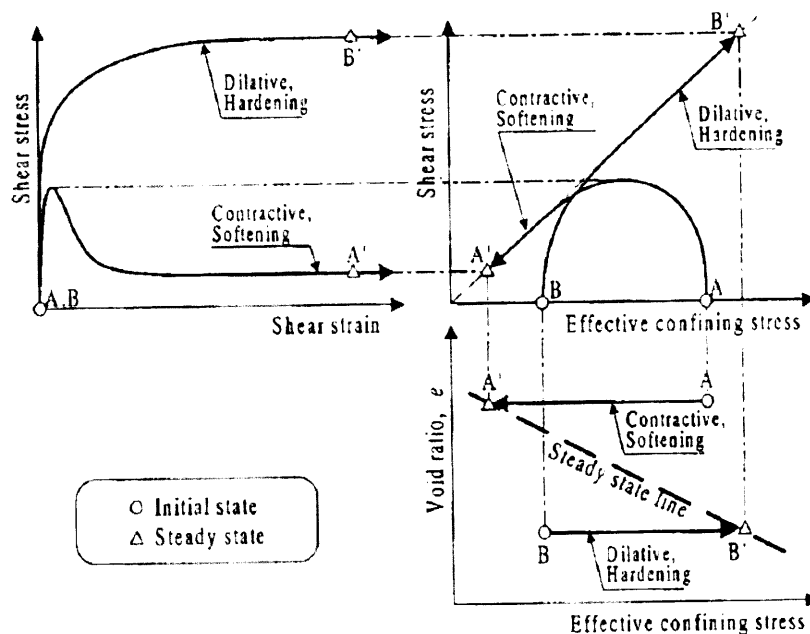 Shear stress
B'
Dilative,
Hardening
Contractive,
Softening
A'
A,B
Shear strain
Shear stress
B'
Contractive,
Softening
Dilative,
Hardening
A'
B
A
Effective confining stress
Void ratio, e
A'
A
Contractive,
Softening
Steady state line
B
B'
Dilative,
Hardening
Effective confining stress
Initial state
Steady state